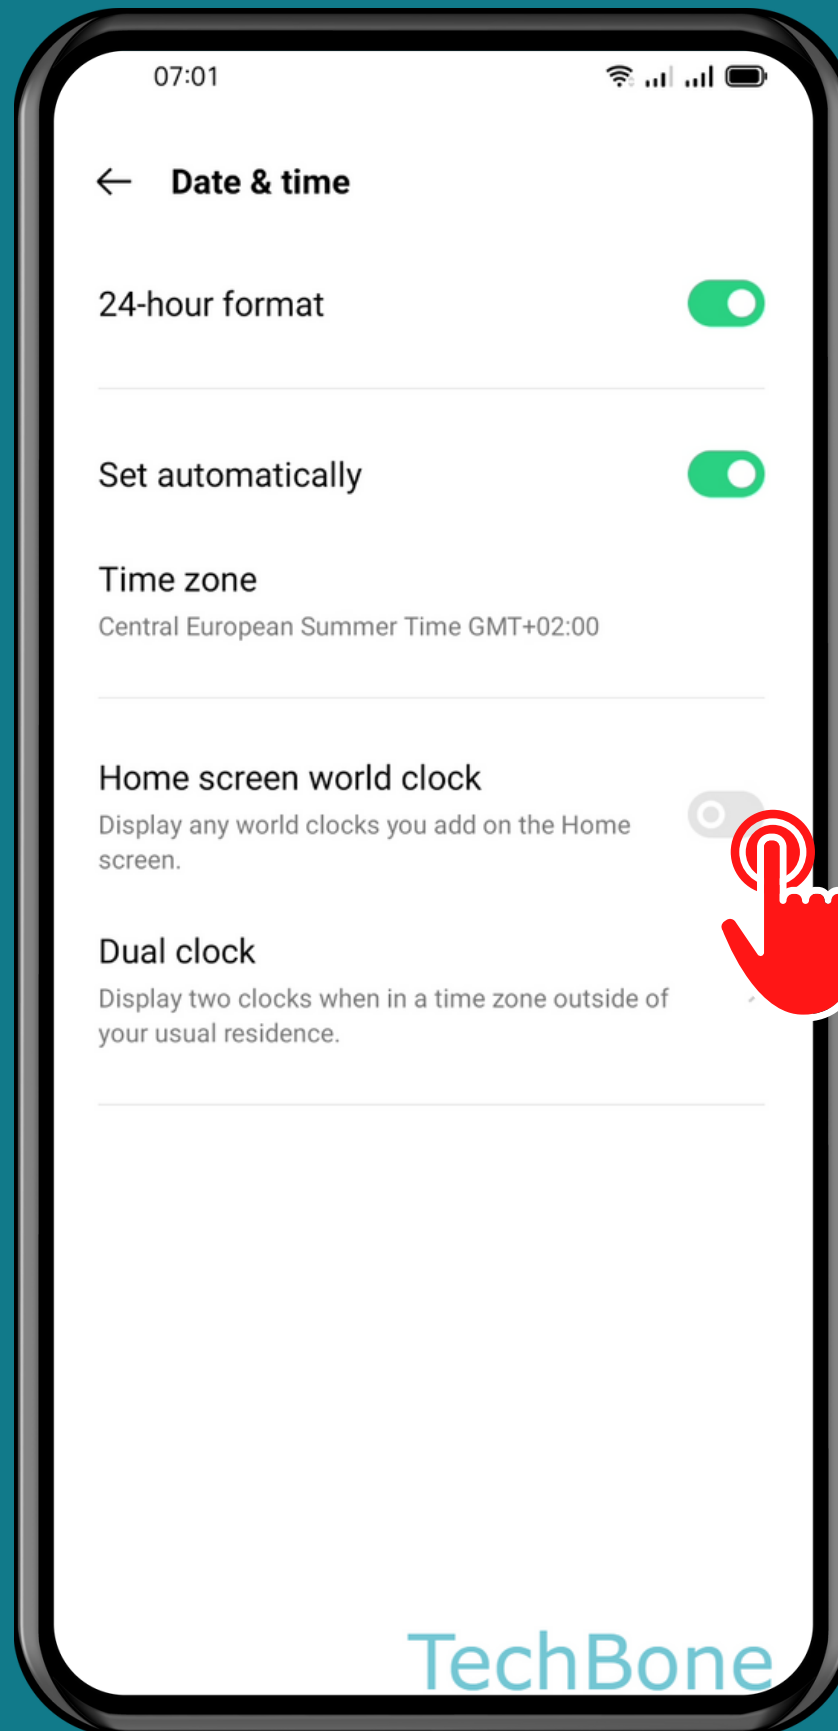 07:01
Date & time
24-hour format
Set automatically
Time zone
Central European Summer Time GMT+02:00
Home screen world clock
Display any world clocks you add on the Home
screen.
Dual clock
Display two clocks when in a time zone outside of
your usual residence.
TechBone